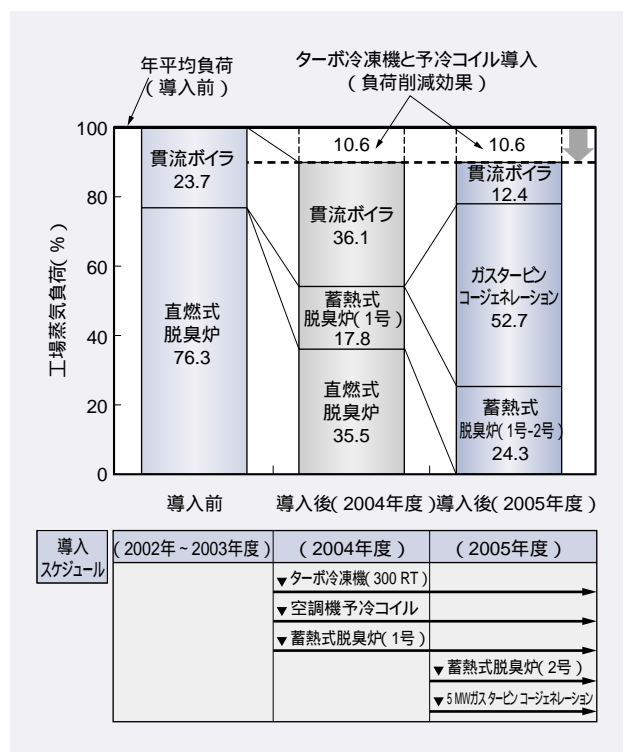 年平均負荷
（導入前）
ターボ冷凍機と予冷コイル導入
（負荷削減効果）
工場蒸気負荷（%）
100
80
60
40
20
0
貫流ボイラ
23.7
直燃式
脱臭炉
76.3
10.6
貫流ボイラ
36.1
蓄熱式
脱臭炉（1号）
17.8
直燃式
脱臭炉
35.5
10.6
貫流ボイラ
12.4
ガスタービン
コージェネレーション
52.7
蓄熱式
脱臭炉（1号-2号）
24.3
導入前
導入後（2004年度）
導入後（2005年度）
導入
スケジュール
（2002年～2003年度）
（2004年度）
（2005年度）
▼ターボ冷凍機（300 RT）
▼空調機予冷コイル
▼蓄熱式脱臭炉（1号）
▼蓄熱式脱臭炉（2号）
▼5 MWガスタービン コージェネレーション